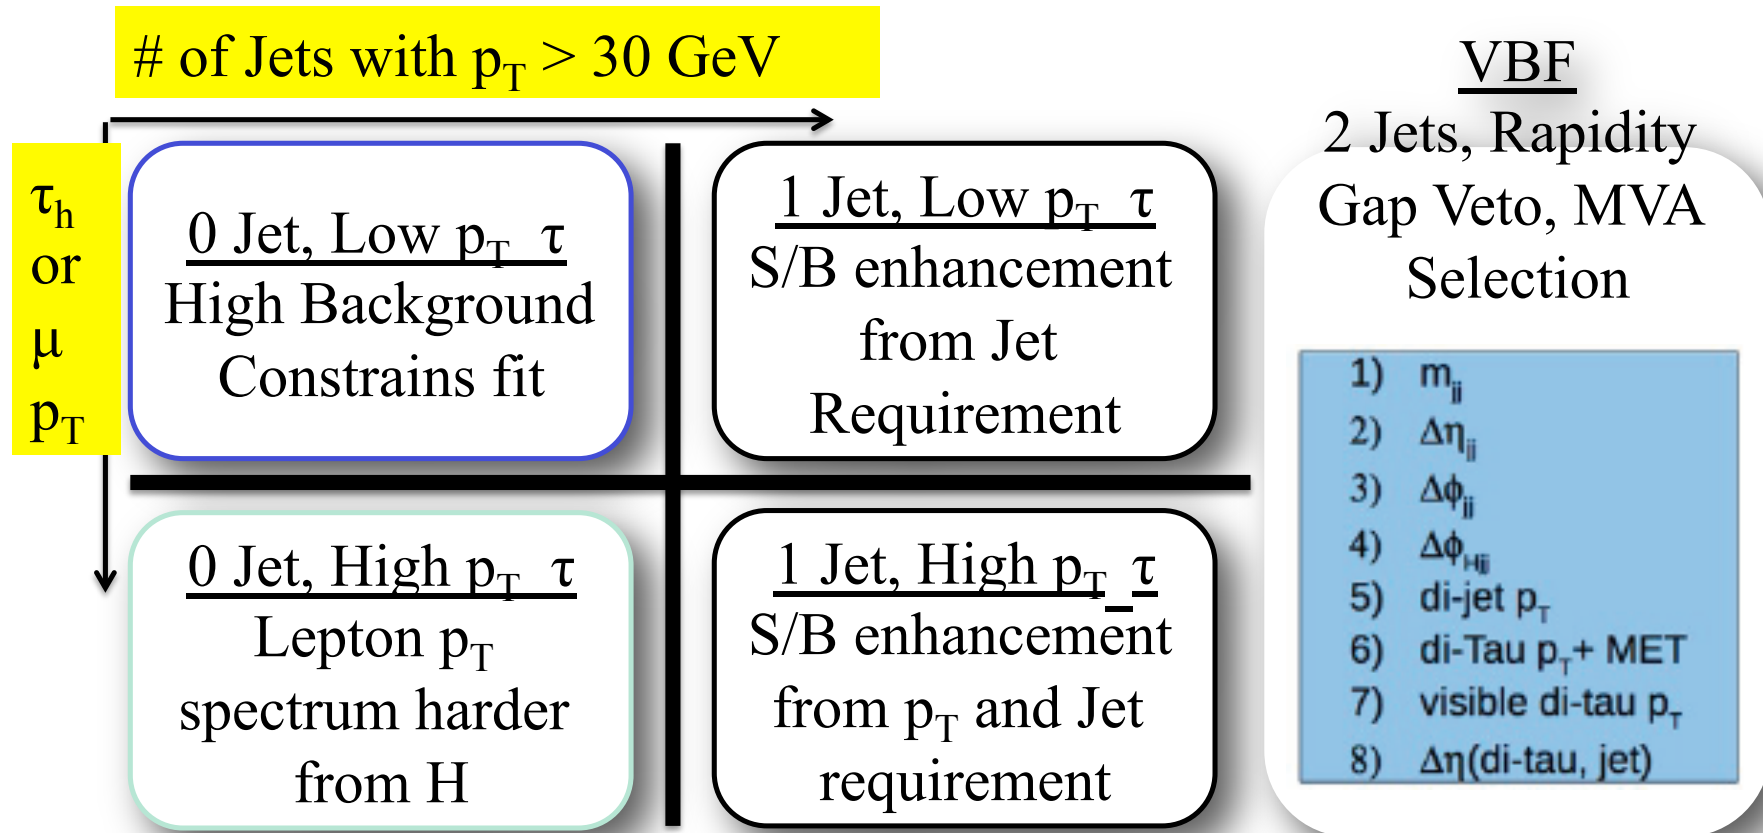 # of Jets with pT > 30 GeV
τh
or
μ
pT
0 Jet, Low pT τ
High Background
Constrains fit
1 Jet, Low pT τ
S/B enhancement
from Jet
Requirement
0 Jet, High pT τ
Lepton pT
spectrum harder
from H
1 Jet, High pT τ
S/B enhancement
from pT and Jet
requirement
VBF
2 Jets, Rapidity
Gap Veto, MVA
Selection
1) mjj
2) Δηjj
3) Δϕjj
4) ΔϕHjj
5) di-jet pT
6) di-Tau pT+ MET
7) visible di-tau pT
8) Δη(di-tau, jet)